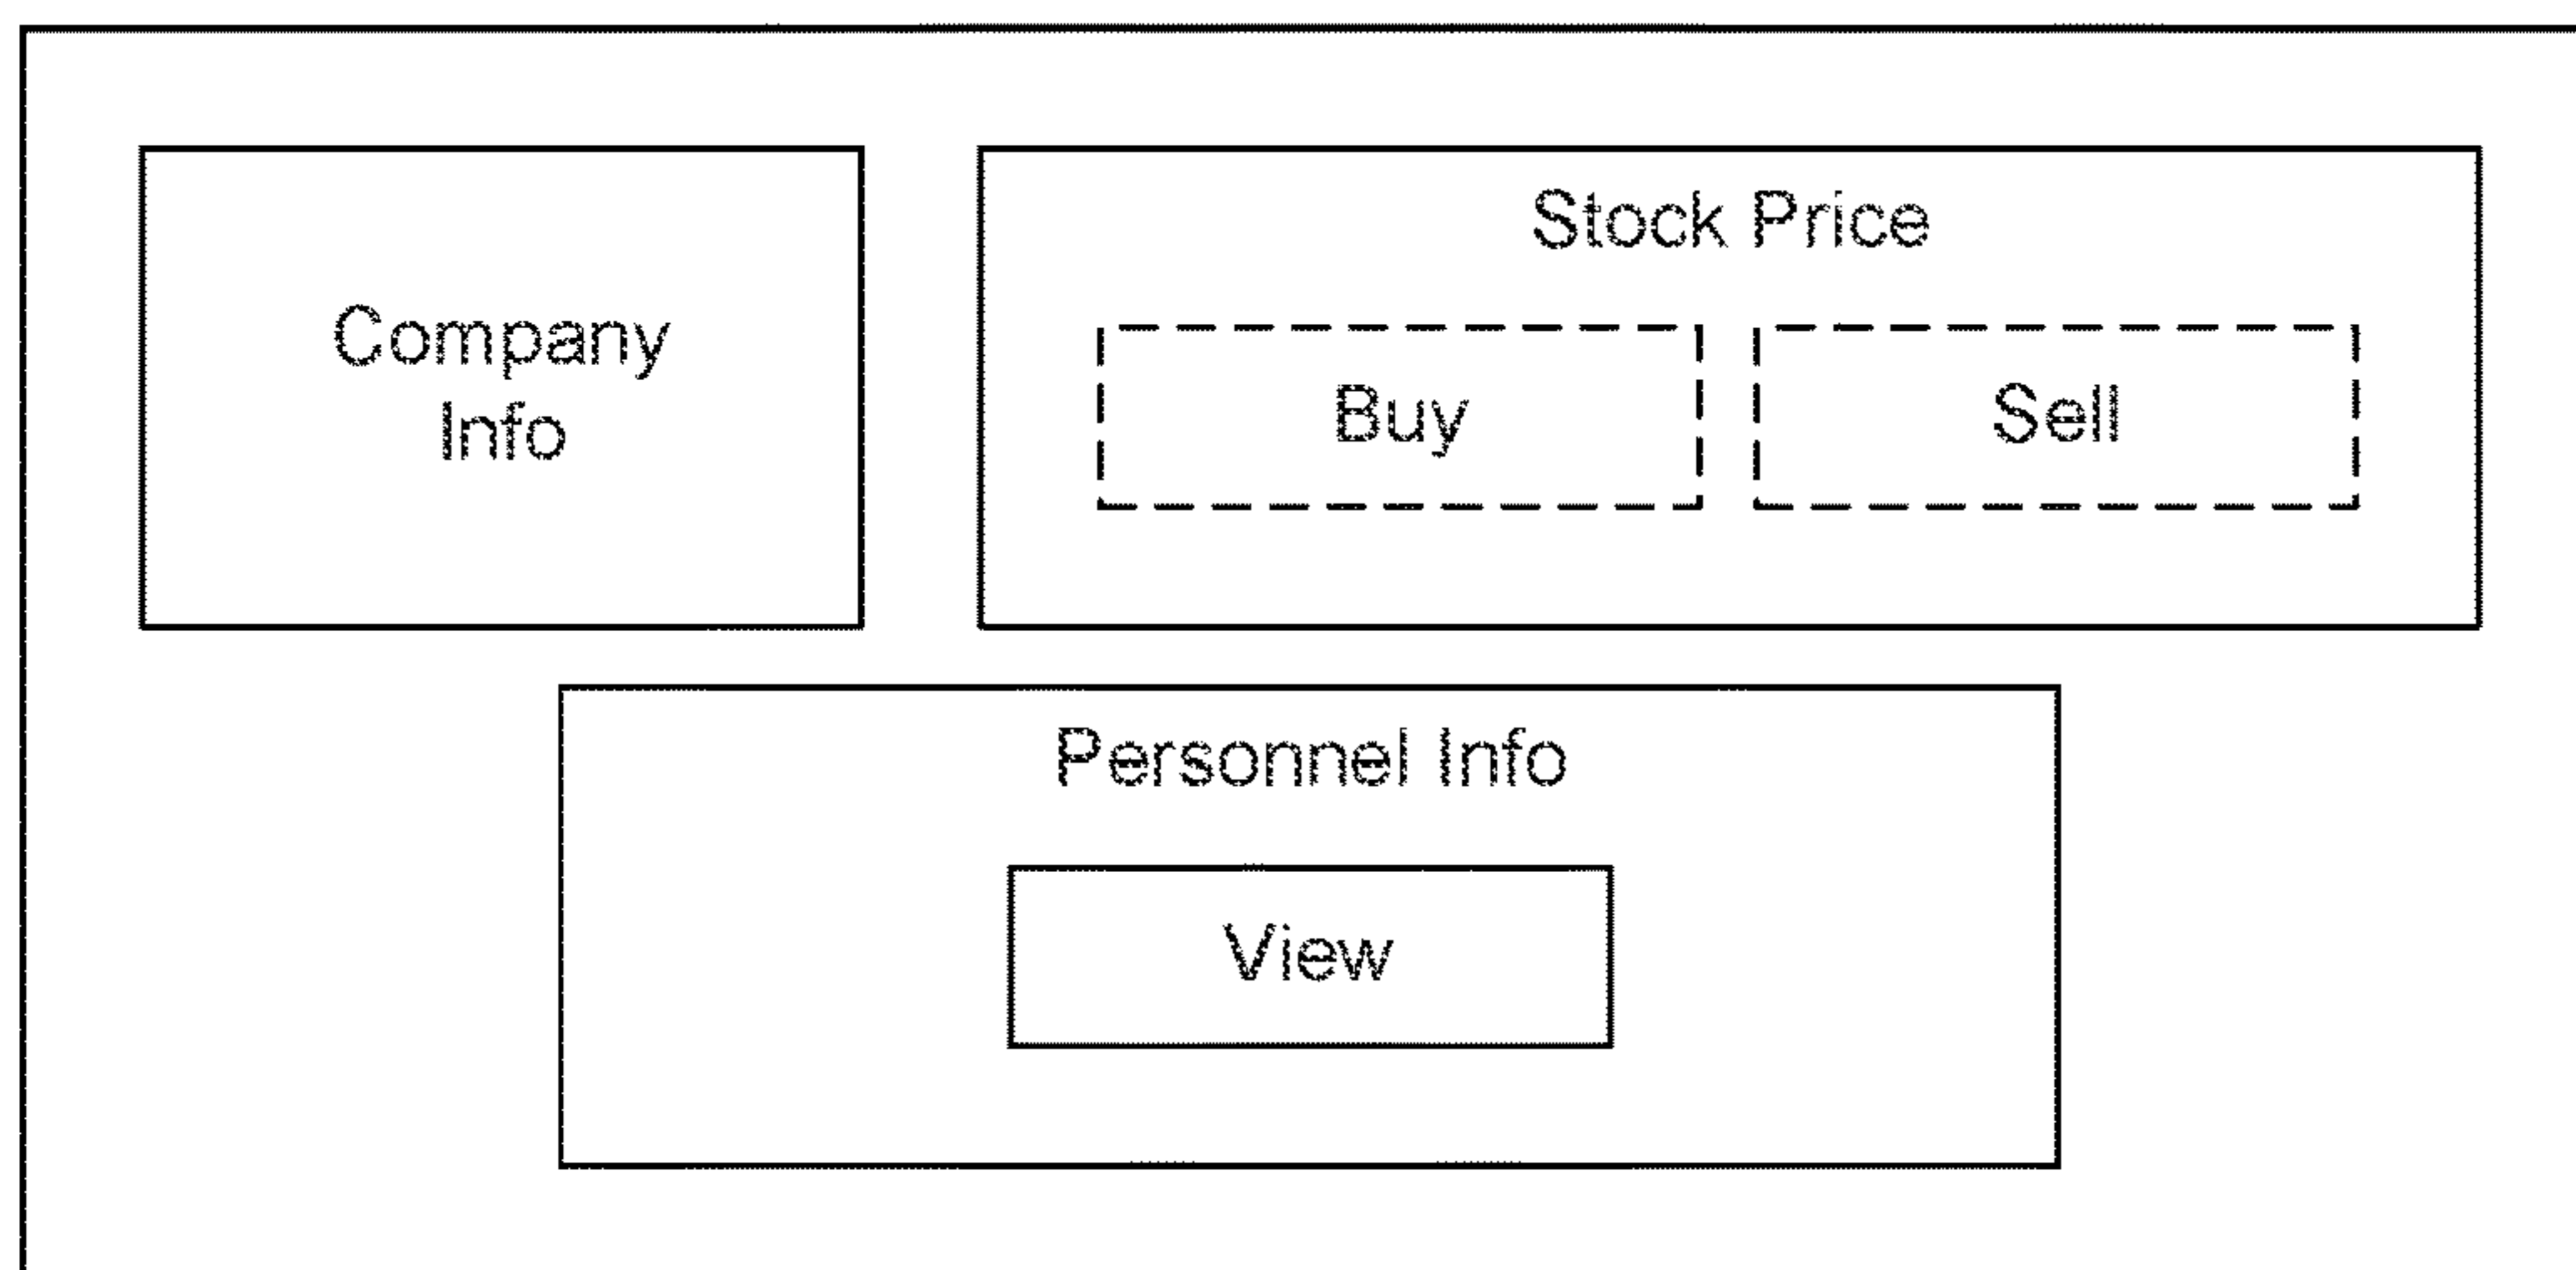 Company
Info
Stock Price
Buy
Sell
Personnel Info
View